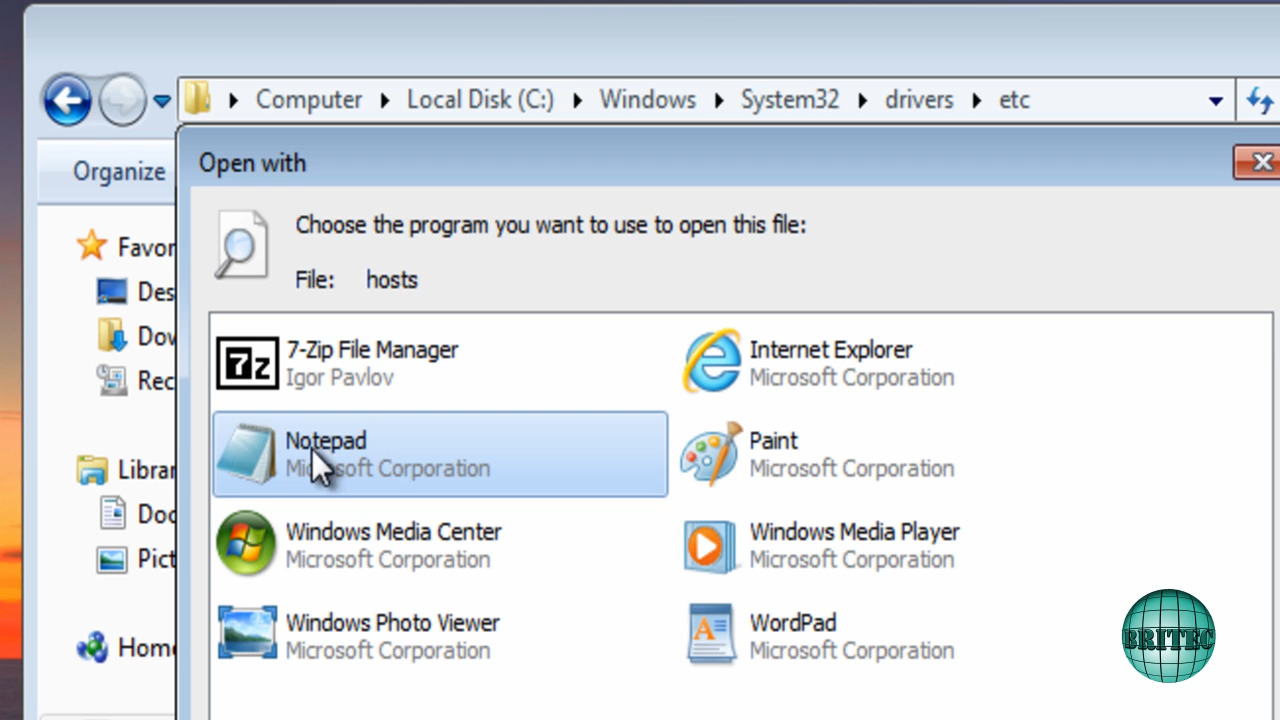 Computer Local Disk (C:) Windows System32 drivers etc
Organize
Open with
Choose the program you want to use to open this file:
File: hosts
Favor
Des
Dow
Rec
Librar
Doc
Pict
Home
7-Zip File Manager
Igor Pavlov
Internet Explorer
Microsoft Corporation
Notepad
Microsoft Corporation
Paint
Microsoft Corporation
Windows Media Center
Microsoft Corporation
Windows Media Player
Microsoft Corporation
Windows Photo Viewer
Microsoft Corporation
WordPad
Microsoft Corporation
7z
BRITEC